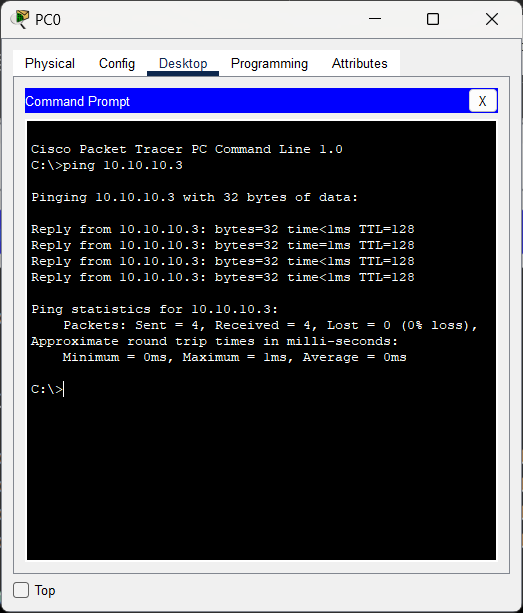 PC0
Physical Config Desktop Programming Attributes
Command Prompt X
Cisco Packet Tracer PC Command Line 1.0
C:\>ping 10.10.10.3
Pinging 10.10.10.3 with 32 bytes of data:
Reply from 10.10.10.3: bytes=32 time<1ms TTL=128
Reply from 10.10.10.3: bytes=32 time=1ms TTL=128
Reply from 10.10.10.3: bytes=32 time<1ms TTL=128
Reply from 10.10.10.3: bytes=32 time<1ms TTL=128
Ping statistics for 10.10.10.3:
Packets: Sent = 4, Received = 4, Lost = 0 (0% loss),
Approximate round trip times in milli-seconds:
Minimum = 0ms, Maximum = 1ms, Average = 0ms
C:\>
Top